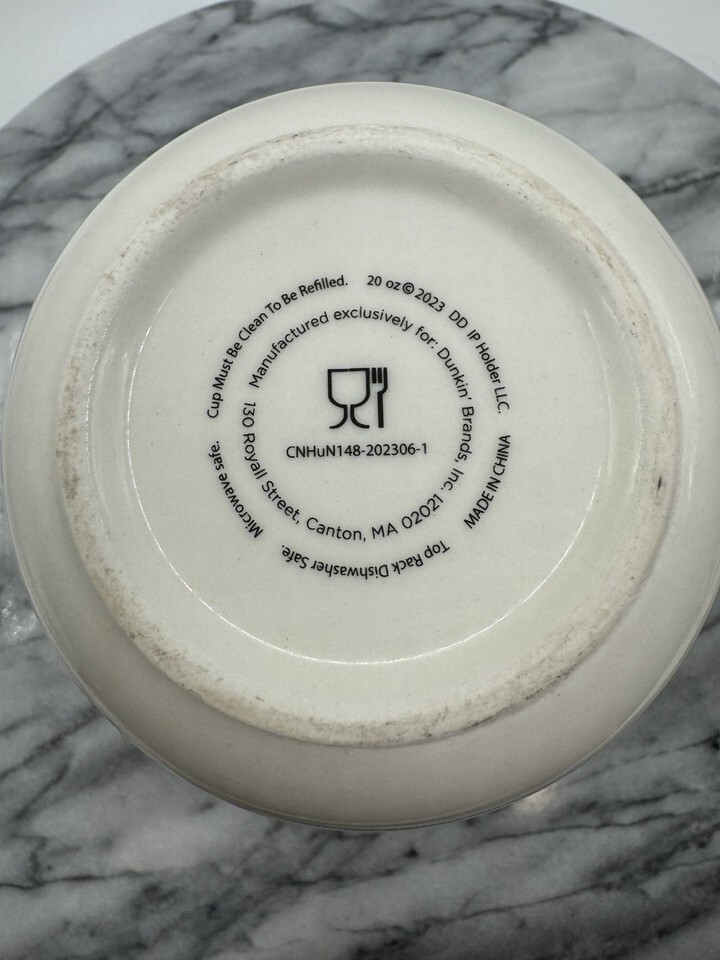 Cup Must Be Clean To Be Refilled.
20 oz © 2023 DD IP Holder LLC.
MADE IN CHINA
Top Rack Dishwasher Safe.
Microwave safe.
Manufactured exclusively for: Dunkin' Brands, Inc.
130 Royall Street, Canton, MA 02021
CNHuN148-202306-1